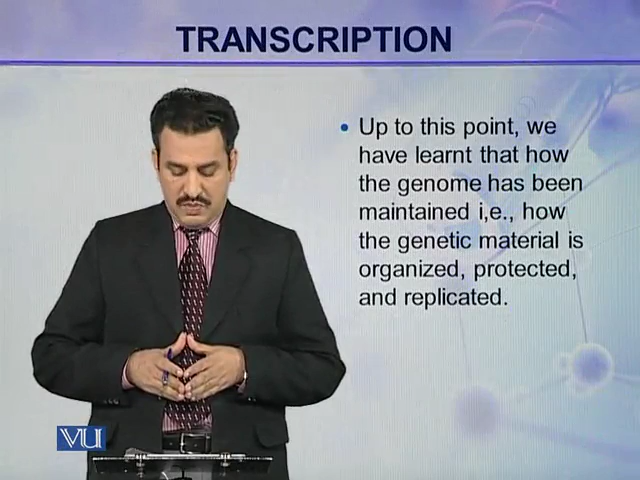 TRANSCRIPTION
• Up to this point, we
have learnt that how
the genome has been
maintained i,e., how
the genetic material is
organized, protected,
and replicated.
VU